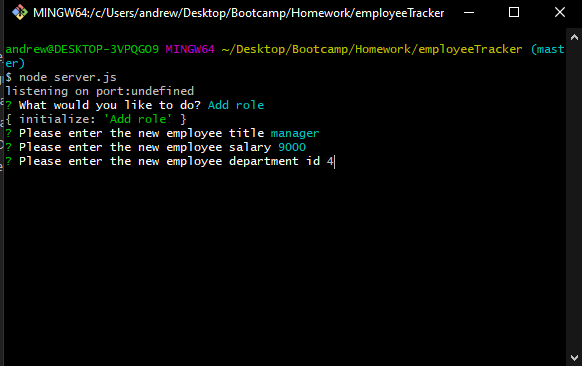 MINGW64:/c/Users/andrew/Desktop/Bootcamp/Homework/employeeTracker
andrew@DESKTOP-3VPQGO9 MINGW64 ~/Desktop/Bootcamp/Homework/employeeTracker (mast
er)
$ node server.js
listening on port:undefined
? What would you like to do? Add role
{ initialize: 'Add role' }
? Please enter the new employee title manager
? Please enter the new employee salary 9000
? Please enter the new employee department id 4